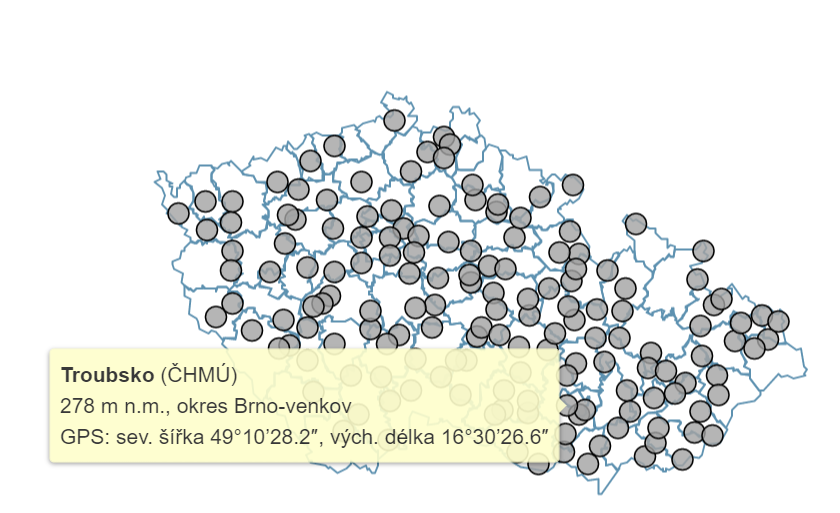 Troubsko (ČHMÚ)
278 m n.m., okres Brno-venkov
GPS: sev. šířka 49°10’28.2″, vých. délka 16°30’26.6″